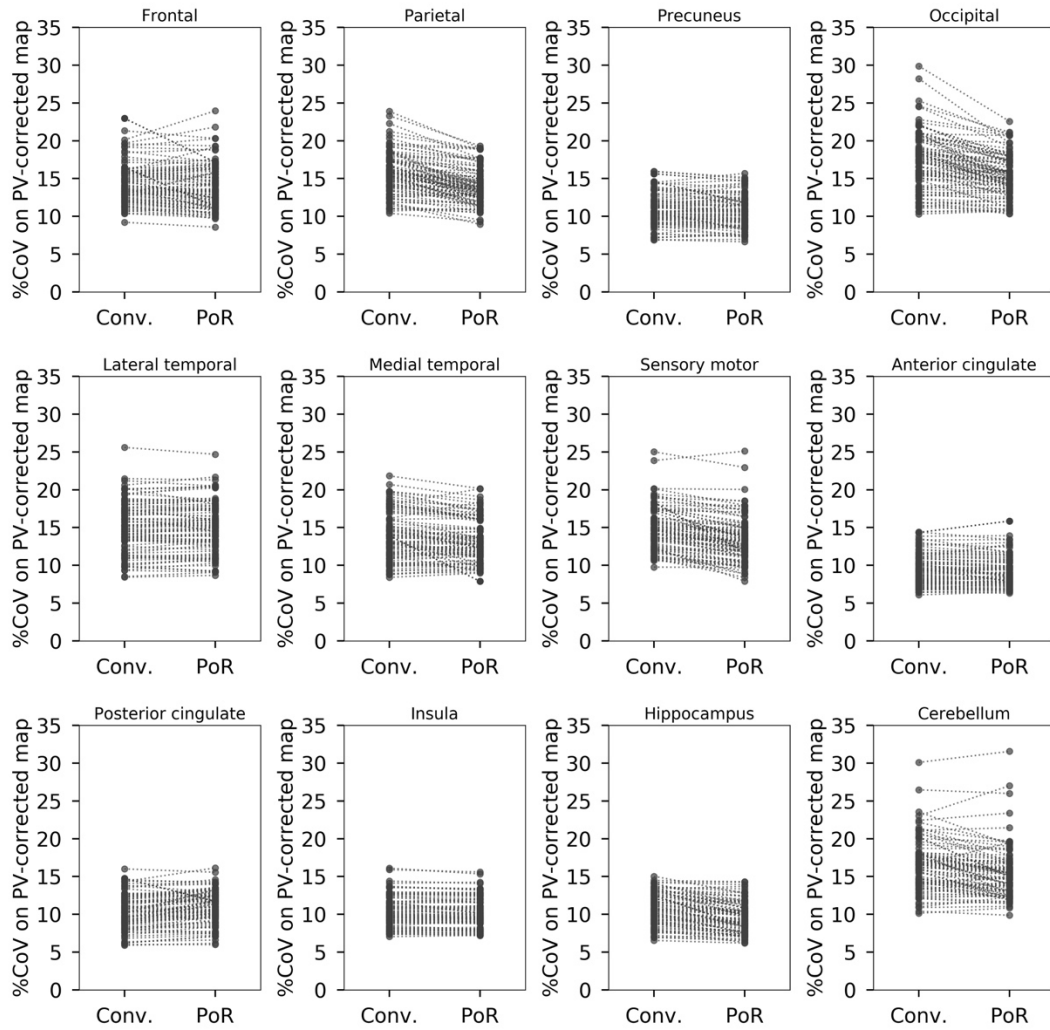 Frontal Parietal Precuneus Occipital
%CoV on PV-corrected map %CoV on PV-corrected map %CoV on PV-corrected map %CoV on PV-corrected map
35 35 35 35
30 30 30 30
25 25 25 25
20 20 20 20
15 15 15 15
10 10 10 10
5 5 5 5
0 0 0 0
Conv. PoR Conv. PoR Conv. PoR Conv. PoR
Lateral temporal Medial temporal Sensory motor Anterior cingulate
%CoV on PV-corrected map %CoV on PV-corrected map %CoV on PV-corrected map %CoV on PV-corrected map
35 35 35 35
30 30 30 30
25 25 25 25
20 20 20 20
15 15 15 15
10 10 10 10
5 5 5 5
0 0 0 0
Conv. PoR Conv. PoR Conv. PoR Conv. PoR
Posterior cingulate Insula Hippocampus Cerebellum
%CoV on PV-corrected map %CoV on PV-corrected map %CoV on PV-corrected map %CoV on PV-corrected map
35 35 35 35
30 30 30 30
25 25 25 25
20 20 20 20
15 15 15 15
10 10 10 10
5 5 5 5
0 0 0 0
Conv. PoR Conv. PoR Conv. PoR Conv. PoR